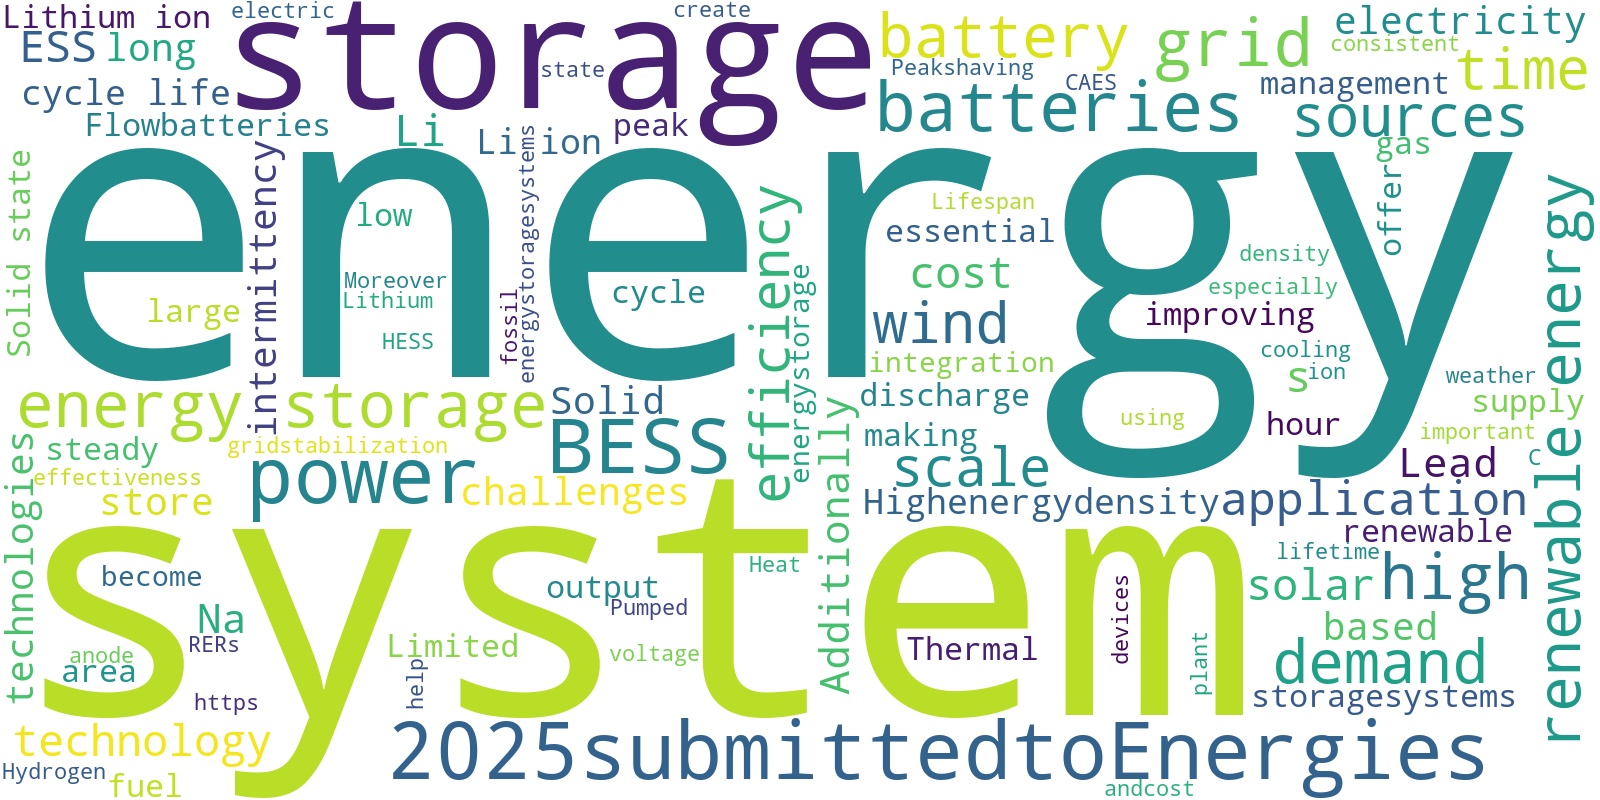 Lithium ion
electric
storage
create
battery
grid
electricity
ESS
long
state
Peakshaving
CAES
consistent
time
management
cycle life
batteries
sources
Flowbatteries
Li
Li ion
peak
gas
energy
Solid state
intermittency
energystoragesystems
low
efficiency
Lifespan
essential
offer
renewable energy
Moreover
Lithium
large
HESS
fossil
cycle
energystorage
cost
density
especially
wind
improving
integration
cooling
s
ion
weather
energy storage
Solid
discharge
supply
using
hour
important
steady
gridstabilization
BESS
making
Additionally
effectiveness
power
challenges
scale
Lead
C
technologies
store
Highenergydensity
application
renewable
system
become
output
Heat
lifetime
solar
high
Na
Pumped
devices
based
RERs
Limited
voltage
Thermal
plant
demand
anode
area
help
storagesystems
https
technology
2025submittedtoEnergies
Hydrogen
fuel
andcost